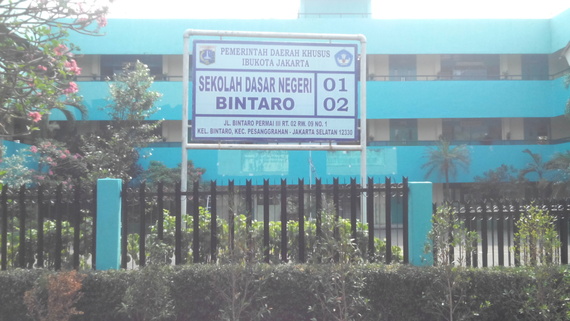 PEMERINTAH DAERAH KHUSUS
IBUKOTA JAKARTA
SEKOLAH DASAR NEGERI
BINTARO
01
02
JL. BINTARO PERMAI III RT. 02 RW. 09 NO. 1
KEL. BINTARO, KEC. PESANGGRAHAN - JAKARTA SELATAN 12330